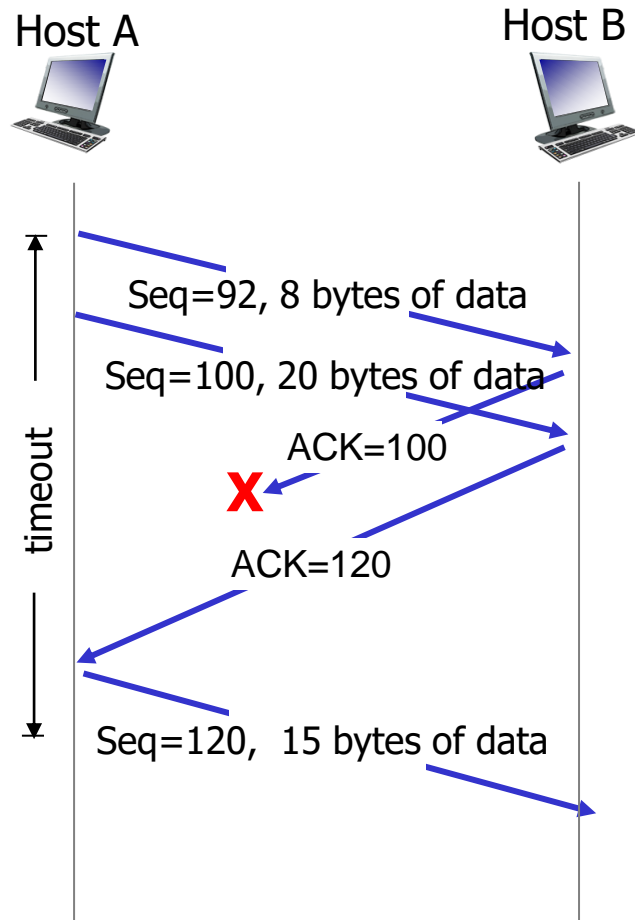 Host A
Host B
Seq=92, 8 bytes of data
Seq=100, 20 bytes of data
ACK=100
X
timeout
ACK=120
Seq=120,  15 bytes of data